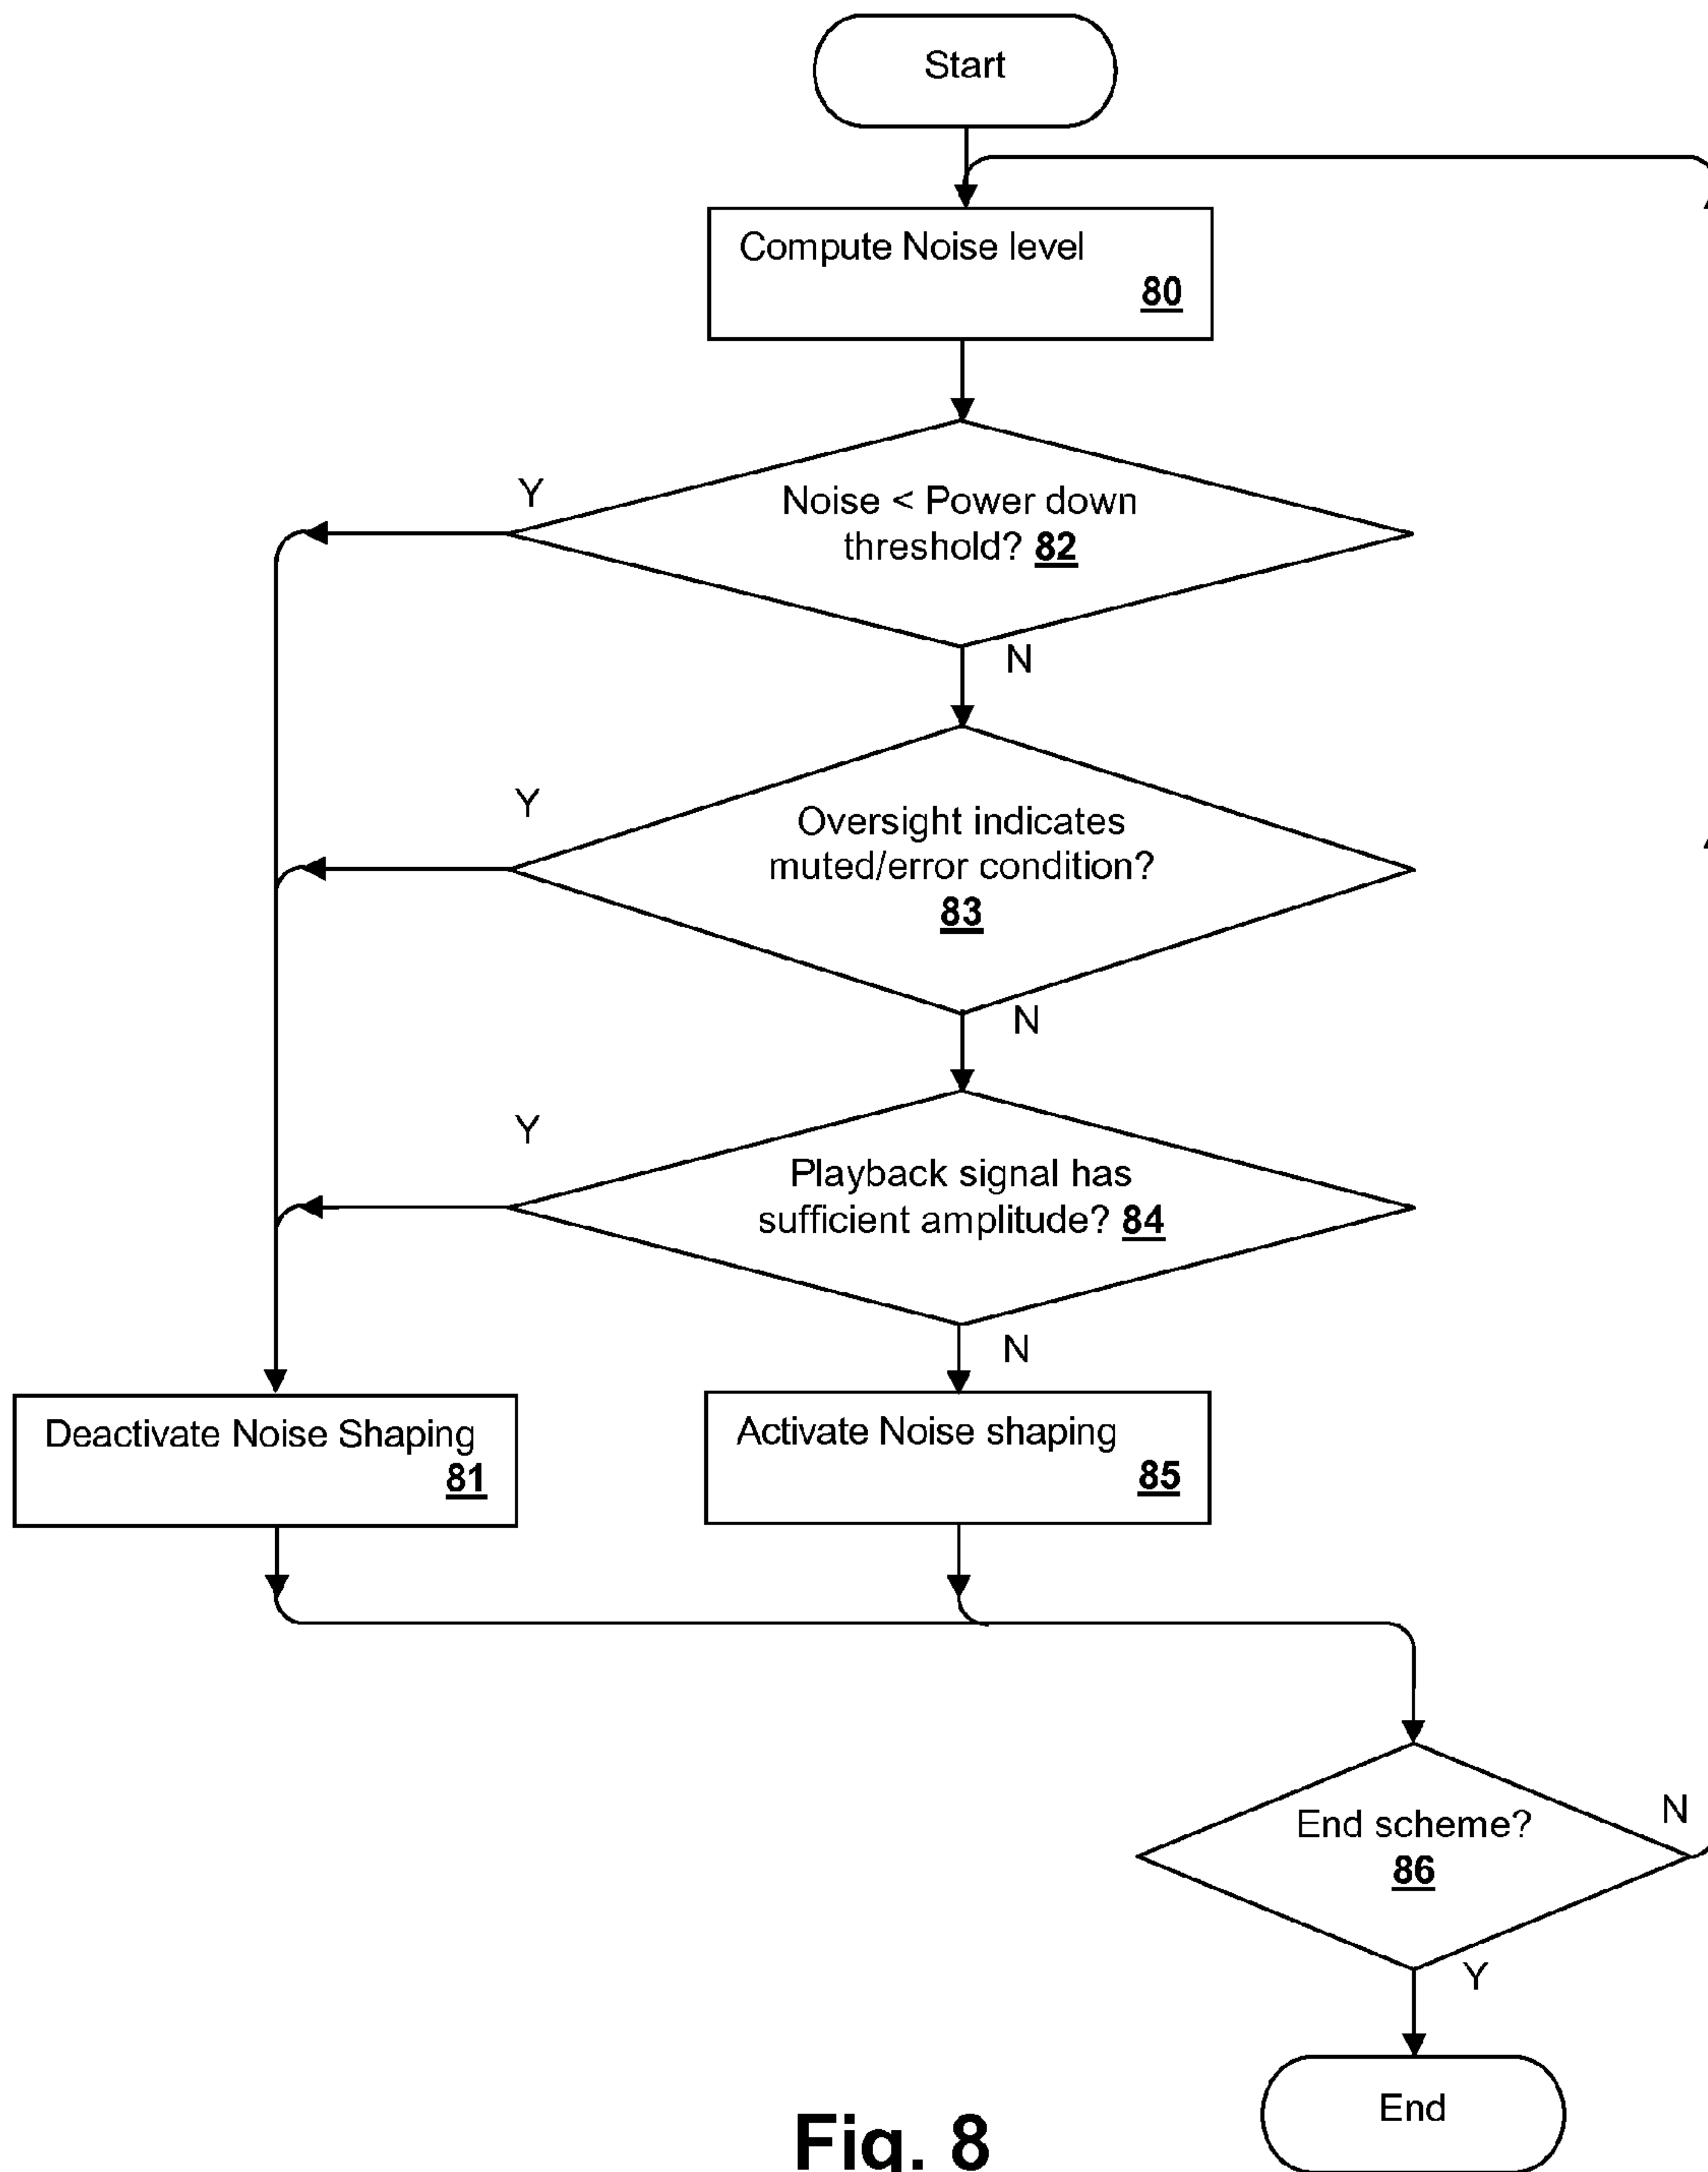 Start
Compute Noise level
80
Y
Noise < Power down
threshold? 82
N
Y
Oversight indicates
muted/error condition?
83
N
Y
Playback signal has
sufficient amplitude? 84
N
Deactivate Noise Shaping
81
Activate Noise shaping
85
End scheme?
86
N
Y
End
Fig. 8